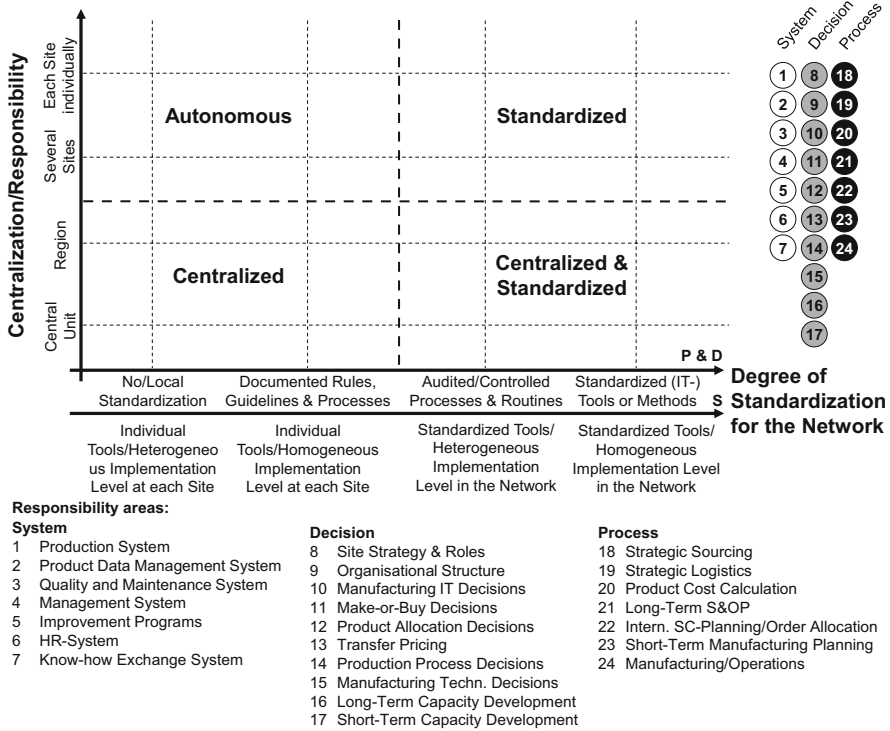 Centralization/Responsibility
Each Site
individually
Several
Sites
Region
Central
Unit
Autonomous
Standardized
Centralized
Centralized &
Standardized
System
Decision
Process
1 8 18
2 9 19
3 10 20
4 11 21
5 12 22
6 13 23
7 14 24
15
16
17
P & D
No/Local
Standardization
Documented Rules,
Guidelines & Processes
Audited/Controlled
Processes & Routines
Standardized (IT-)
Tools or Methods
S
Degree of
Standardization
for the Network
Individual
Tools/Heterogeneo
us Implementation
Level at each Site
Individual
Tools/Homogeneous
Implementation
Level at each Site
Standardized Tools/
Heterogeneous
Implementation
Level in the Network
Standardized Tools/
Homogeneous
Implementation Level
in the Network
Responsibility areas:
System
1 Production System
2 Product Data Management System
3 Quality and Maintenance System
4 Management System
5 Improvement Programs
6 HR-System
7 Know-how Exchange System
Decision
8 Site Strategy & Roles
9 Organisational Structure
10 Manufacturing IT Decisions
11 Make-or-Buy Decisions
12 Product Allocation Decisions
13 Transfer Pricing
14 Production Process Decisions
15 Manufacturing Techn. Decisions
16 Long-Term Capacity Development
17 Short-Term Capacity Development
Process
18 Strategic Sourcing
19 Strategic Logistics
20 Product Cost Calculation
21 Long-Term S&OP
22 Intern. SC-Planning/Order Allocation
23 Short-Term Manufacturing Planning
24 Manufacturing/Operations